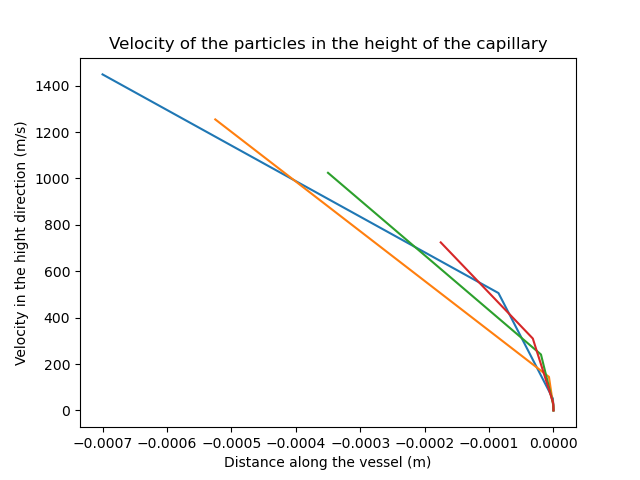 Velocity of the particles in the height of the capillary
1400
1200
1000
800
600
400
200
0
Velocity in the hight direction (m/s)
−0.0007 −0.0006 −0.0005 −0.0004 −0.0003 −0.0002 −0.0001 0.0000
Distance along the vessel (m)